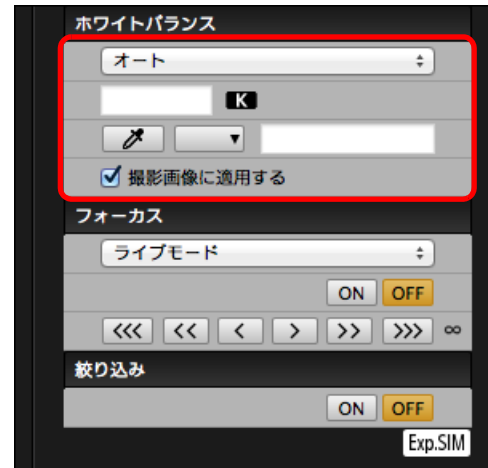 ホワイトバランス
オート
K
撮影画像に適用する
フォーカス
ライブモード
ON OFF
<<< << < > >> >>> ∞
絞り込み
ON OFF
Exp.SIM